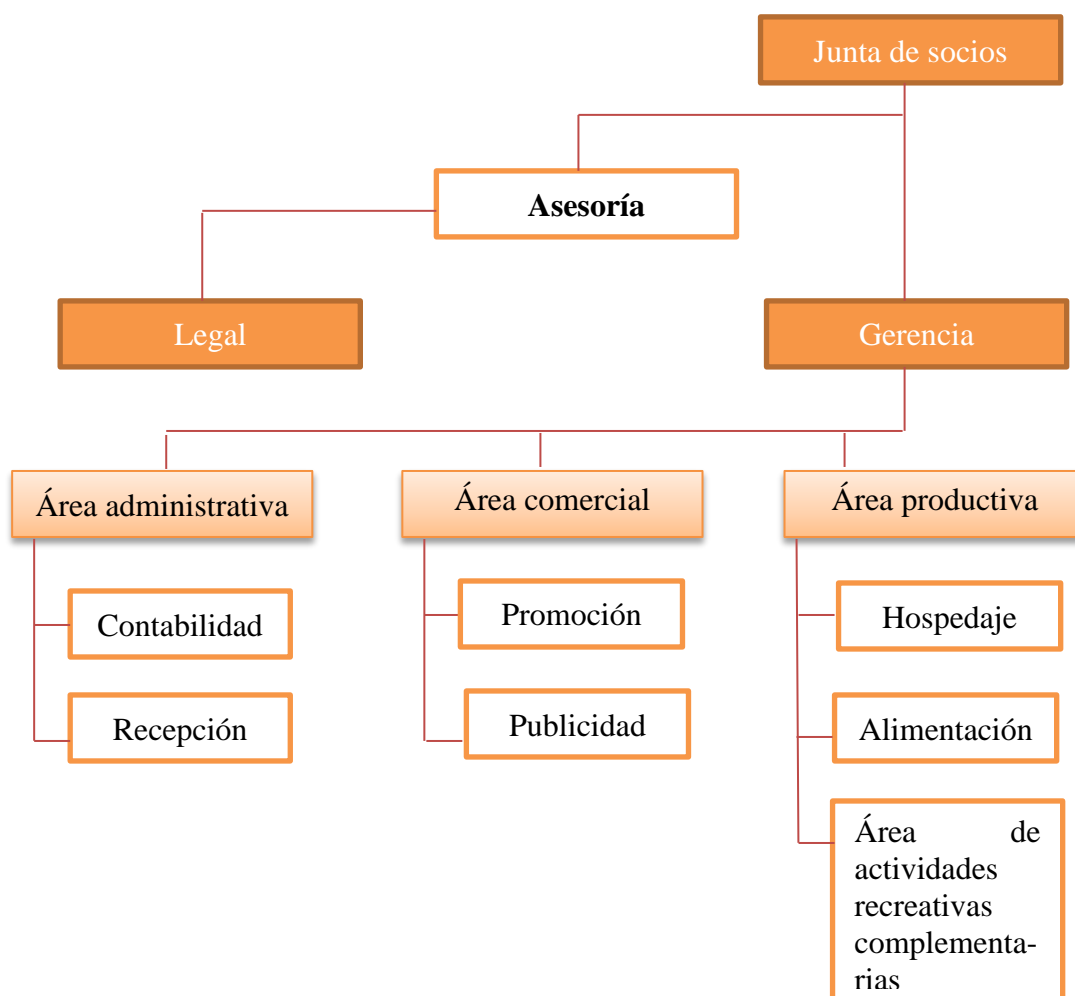 Junta de socios
Asesoría
Legal
Gerencia
Área administrativa
Área comercial
Área productiva
Contabilidad
Promoción
Hospedaje
Recepción
Publicidad
Alimentación
Área de
actividades
recreativas
complementa-
rias